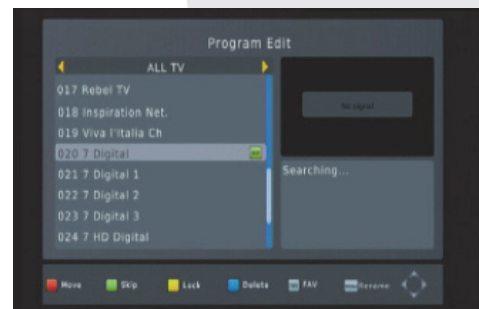 Program Edit
ALL TV
017 Rebel TV
018 Inspiration Net.
019 Viva l'Italia Ch
020 7 Digital
021 7 Digital 1
022 7 Digital 2
023 7 Digital 3
024 7 HD Digital
No signal
Searching...
Move Skip Lock Delete FAV Rename